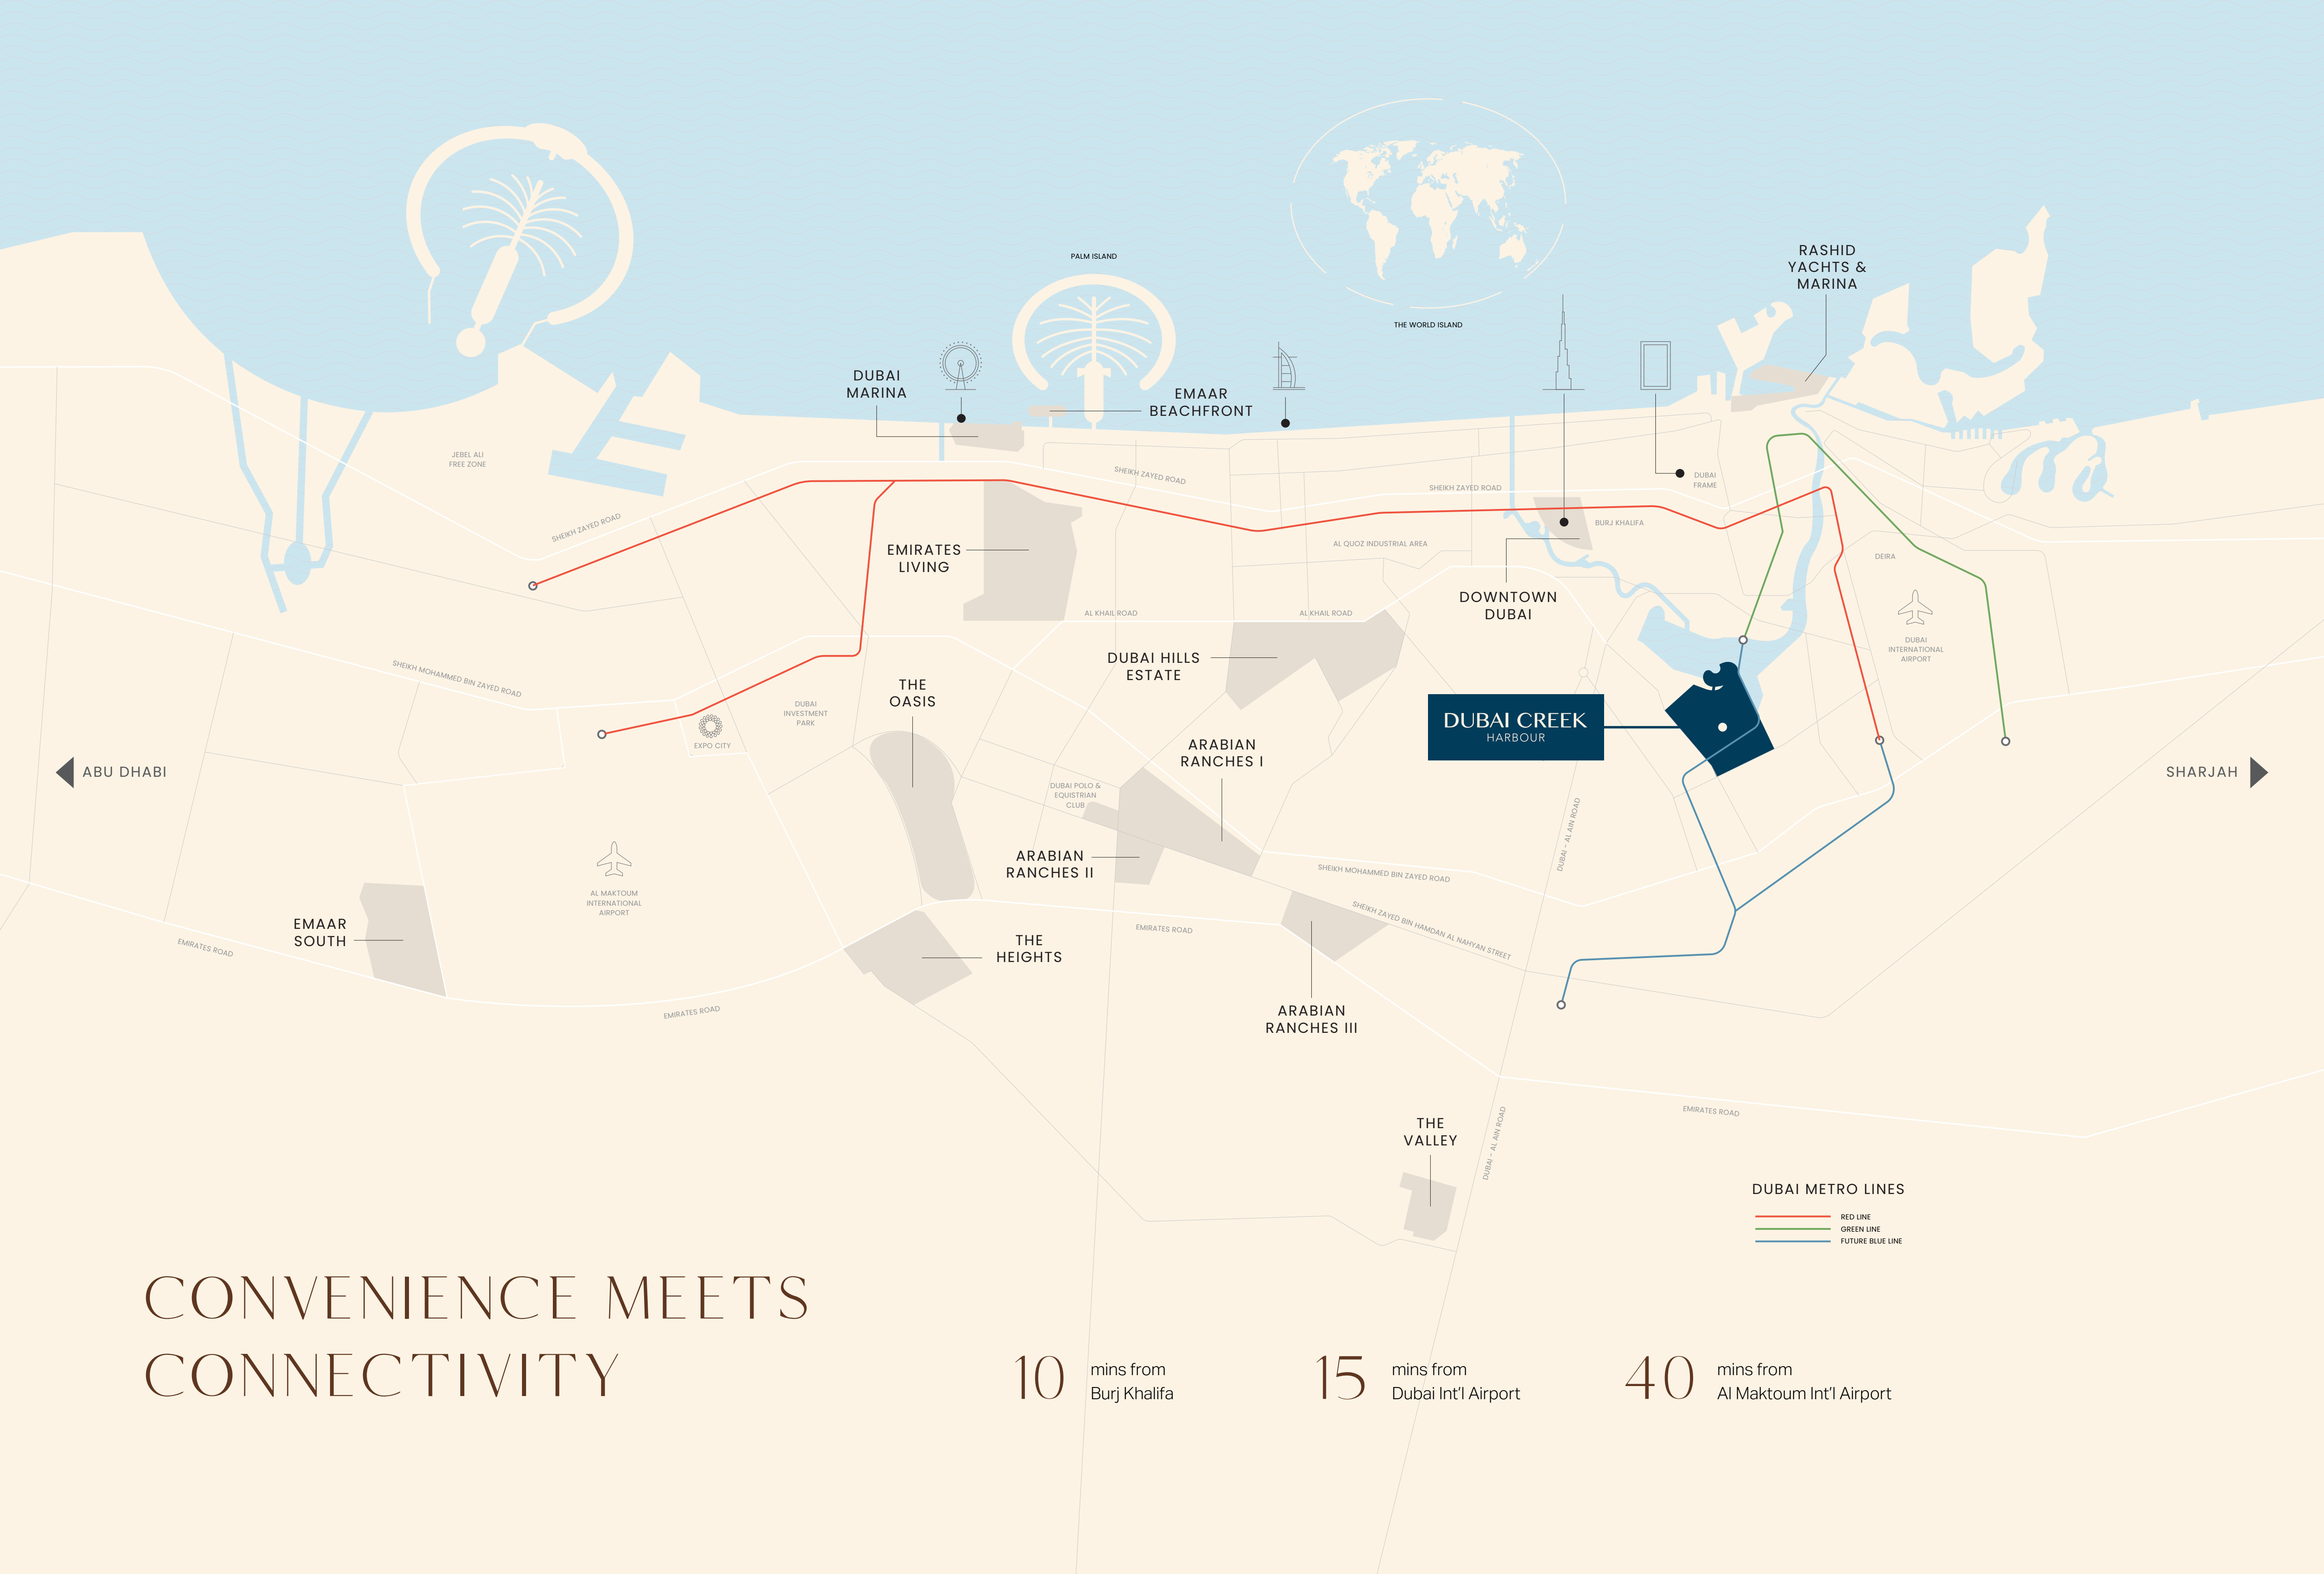 RASHID
YACHTS &
MARINA
PALM ISLAND
THE WORLD ISLAND
DUBAI
MARINA
EMAAR
BEACHFRONT
JEBEL ALI
FREE ZONE
SHEIKH ZAYED ROAD
SHEIKH ZAYED ROAD
SHEIKH ZAYED ROAD
DUBAI
FRAME
BURJ KHALIFA
AL QUOZ INDUSTRIAL AREA
DEIRA
EMIRATES
LIVING
DOWNTOWN
DUBAI
AL KHAIL ROAD
AL KHAIL ROAD
DUBAI
INTERNATIONAL
AIRPORT
DUBAI HILLS
ESTATE
SHEIKH MOHAMMED BIN ZAYED ROAD
THE
OASIS
DUBAI
INVESTMENT
PARK
EXPO CITY
DUBAI CREEK
HARBOUR
ARABIAN
RANCHES I
ABU DHABI
SHARJAH
DUBAI POLO &
EQUISTRIAN
CLUB
DUBAI - AL AIN ROAD
ARABIAN
RANCHES II
SHEIKH MOHAMMED BIN ZAYED ROAD
AL MAKTOUM
INTERNATIONAL
AIRPORT
EMAAR
SOUTH
EMIRATES ROAD
SHEIKH ZAYED BIN HAMDAN AL NAHYAN STREET
EMIRATES ROAD
THE
HEIGHTS
EMIRATES ROAD
ARABIAN
RANCHES III
EMIRATES ROAD
THE
VALLEY
DUBAI - AL AIN ROAD
DUBAI METRO LINES
RED LINE
GREEN LINE
FUTURE BLUE LINE
CONVENIENCE MEETS
CONNECTIVITY
10 mins from
Burj Khalifa
15 mins from
Dubai Int'l Airport
40 mins from
Al Maktoum Int'l Airport